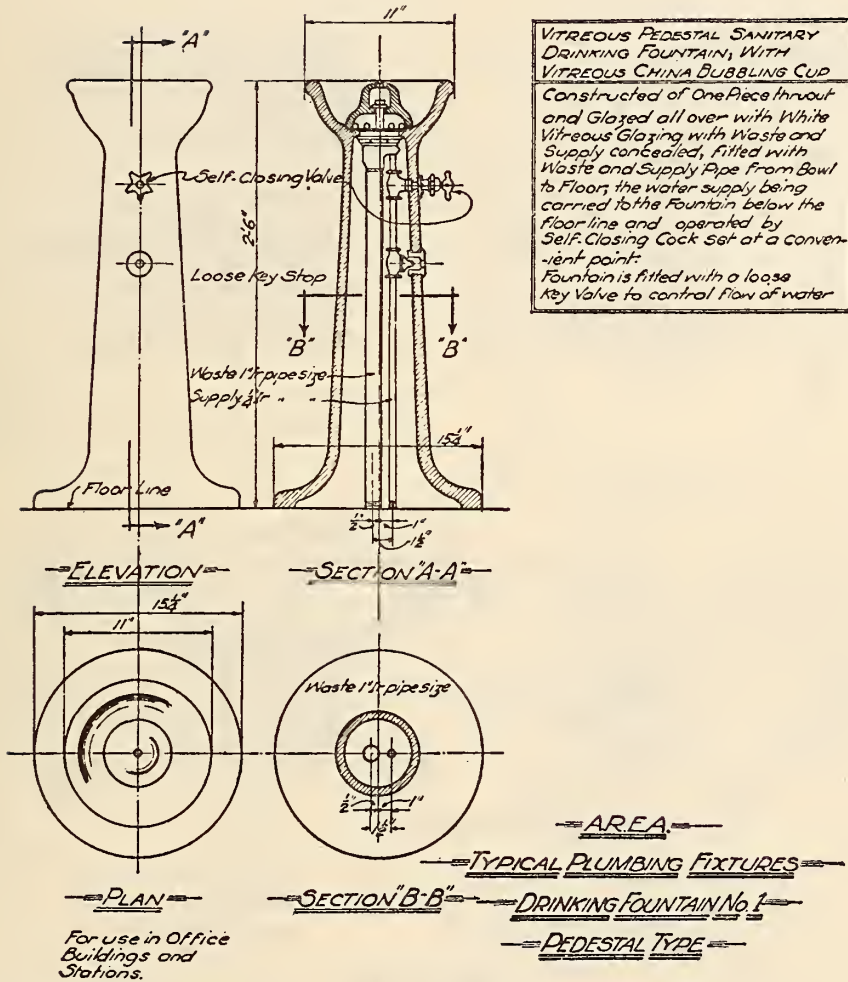 "A"
11"
VITREOUS PEDESTAL SANITARY
DRINKING FOUNTAIN, WITH
VITREOUS CHINA BUBBLING CUP
Constructed of One Piece thruout
and Glazed all over with White
Vitreous Glazing with Waste and
Supply concealed, fitted with
Waste and Supply Pipe From Bowl
to Floor, the water supply being
carried to the Fountain below the
floor line and operated by
Self-Closing Cock set at a conven-
-ient point.
Fountain is fitted with a loose
Key Valve to control flow of water
Self-Closing Valve
2'6"
Loose Key Stop
"B"
"B"
Waste 1" Ir pipe size
Supply ½" Ir " "
15¼"
Floor Line
"A"
½"
1"
1½"
ELEVATION
SECTION "A-A"
15¼"
11"
Waste 1" Ir pipe size
½"
1"
1½"
PLAN
SECTION "B-B"
For use in Office
Buildings and
Stations.
A.R.E.A.
TYPICAL PLUMBING FIXTURES
DRINKING FOUNTAIN No. 1
PEDESTAL TYPE